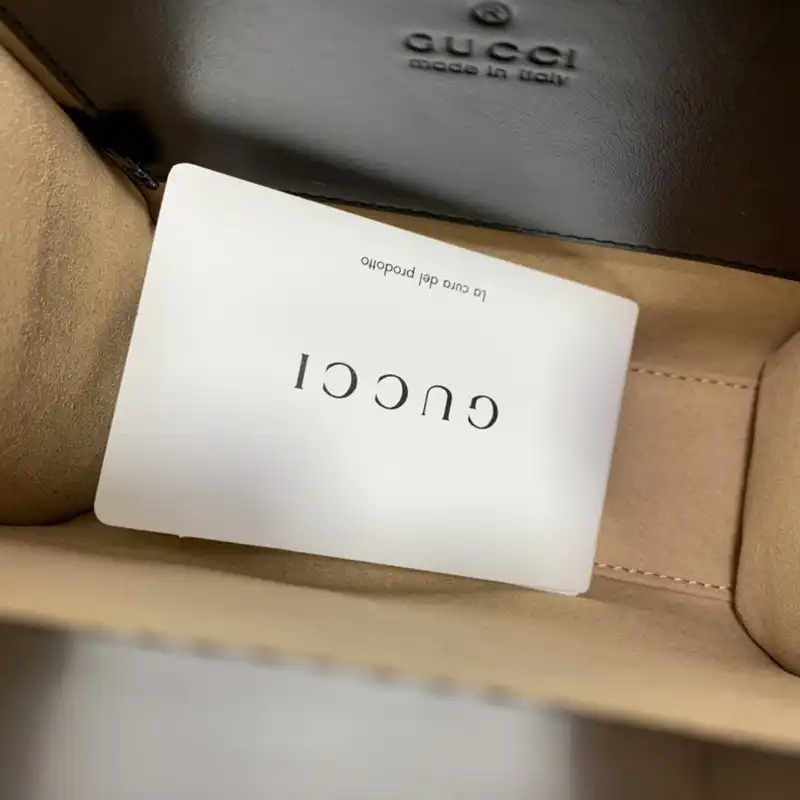 ®
GUCCI
made in italy
La cura del prodotto
GUCCI